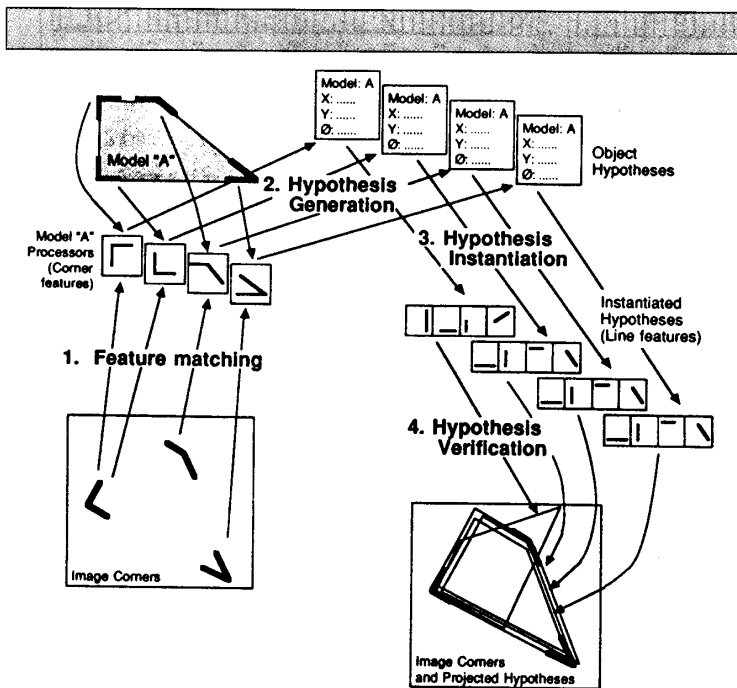 Model: A
X: ......
Y: ......
Ø: ......
Model: A
X: ......
Y: ......
Ø: ......
Model: A
X: ......
Y: ......
Ø: ......
Model: A
X: ......
Y: ......
Ø: ......
Object
Hypotheses
Model "A"
2. Hypothesis
Generation
Model "A"
Processors
(Corner
features)
3. Hypothesis
Instantiation
Instantiated
Hypotheses
(Line features)
1. Feature matching
4. Hypothesis
Verification
Image Corners
Image Corners
and Projected Hypotheses